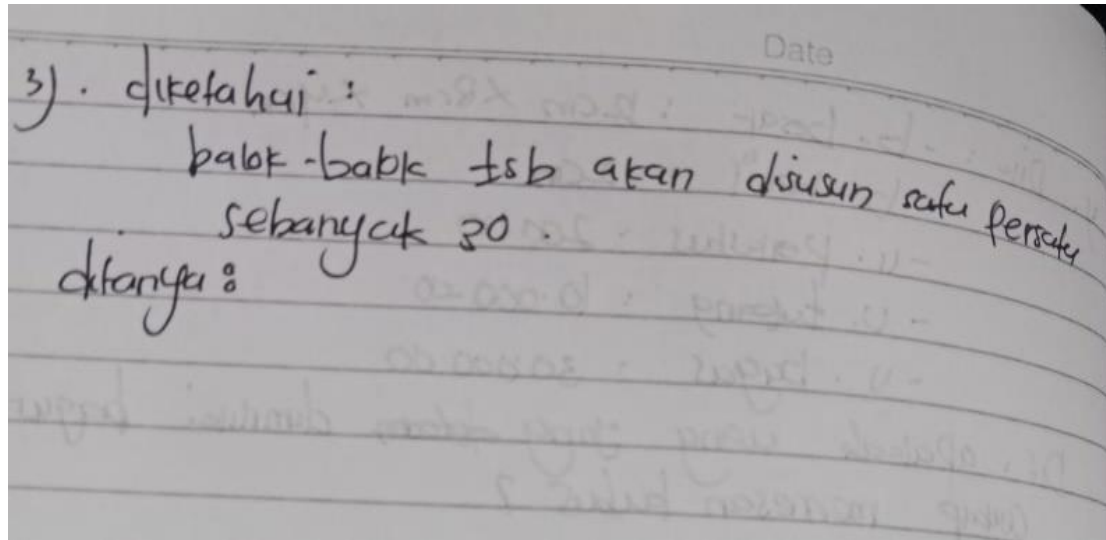 Date
3). diketahui :
balok-balok tsb akan disusun satu persatu
sebanyak 30.
ditanya :